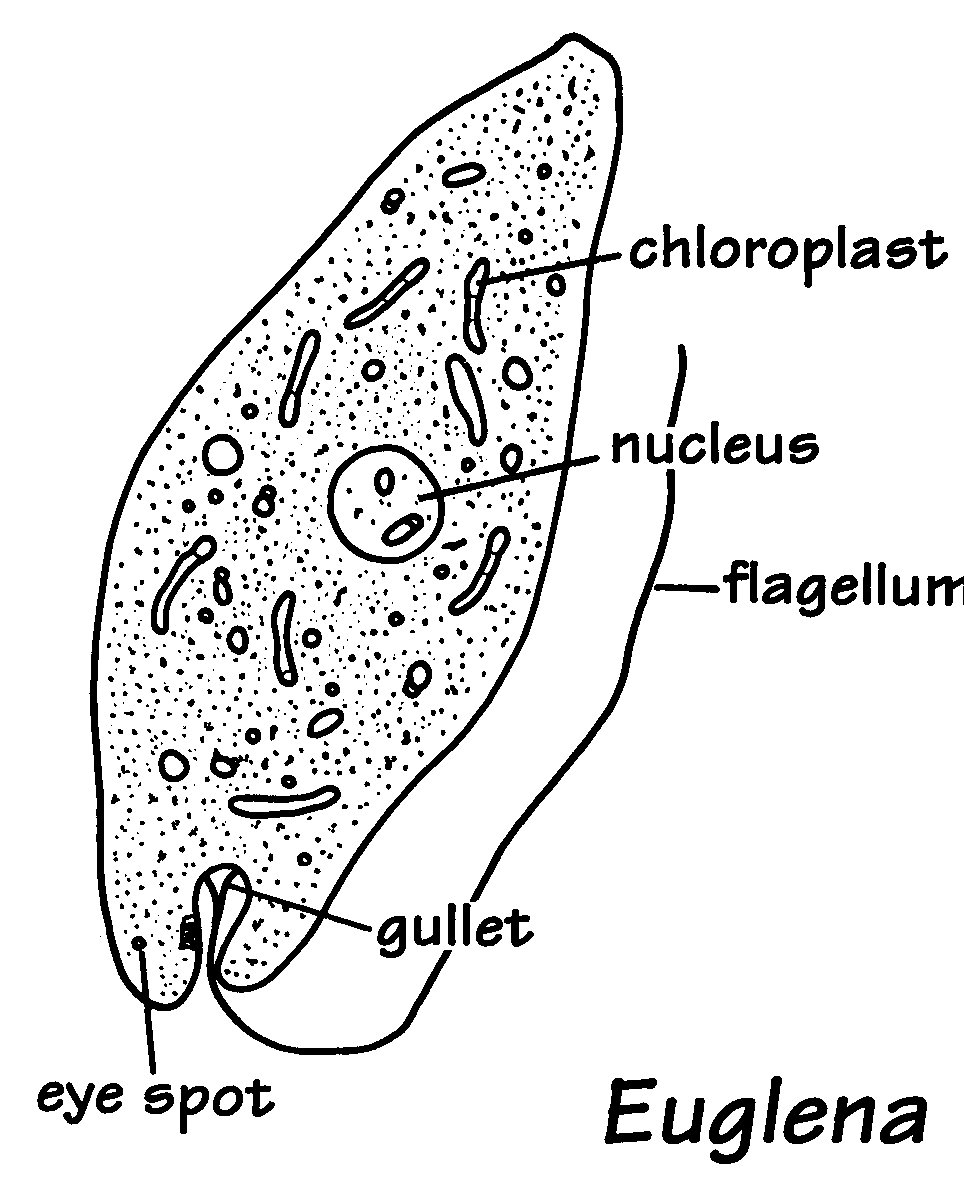 chloroplast
nucleus
flagellum
gullet
eye spot
Euglena